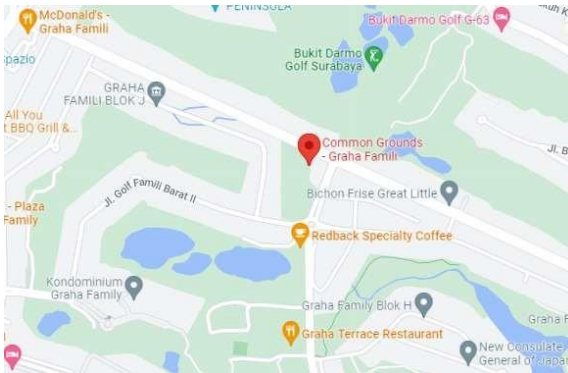 PENINSULA
McDonald's -
Graha Famili
Bukit Darmo Golf G-63
spazio
Bukit Darmo
Golf Surabaya
GRAHA
FAMILI BLOK J
All You
t BBQ Grill &...
Common Grounds
- Graha Famili
Jl. B
Jl. Golf Famili Barat II
Bichon Frise Great Little
- Plaza
Family
Redback Specialty Coffee
Kondominium
Graha Family
Graha Family Blok H
Graha F
Graha Terrace Restaurant
New Consulate
General of Japa